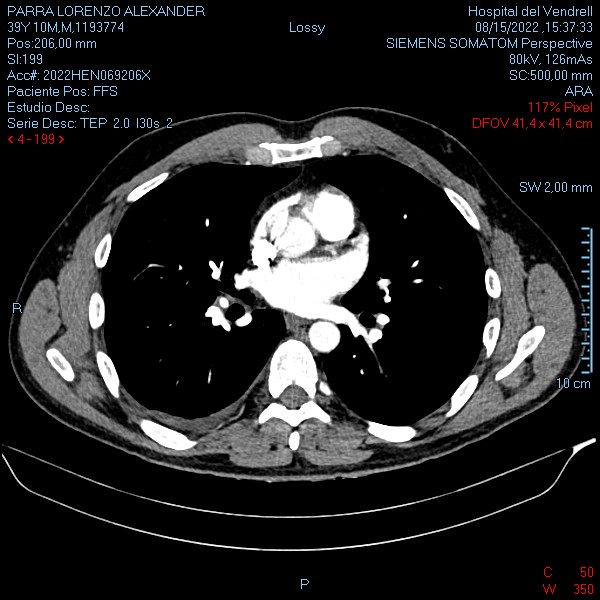 PARRA LORENZO ALEXANDER
39Y 10M,M,1193774
Pos:206,00 mm
SI:199
Acc#: 2022HEN069206X
Paciente Pos: FFS
Estudio Desc:
Serie Desc: TEP 2.0 I30s 2
< 4 - 199 >
Lossy
Hospital del Vendrell
08/15/2022 ,15:37:33
SIEMENS SOMATOM Perspective
80kV, 126mAs
SC:500,00 mm
ARA
117% Pixel
DFOV 41,4 x 41,4 cm
SW 2,00 mm
R
10 cm
P
C 50
W 350